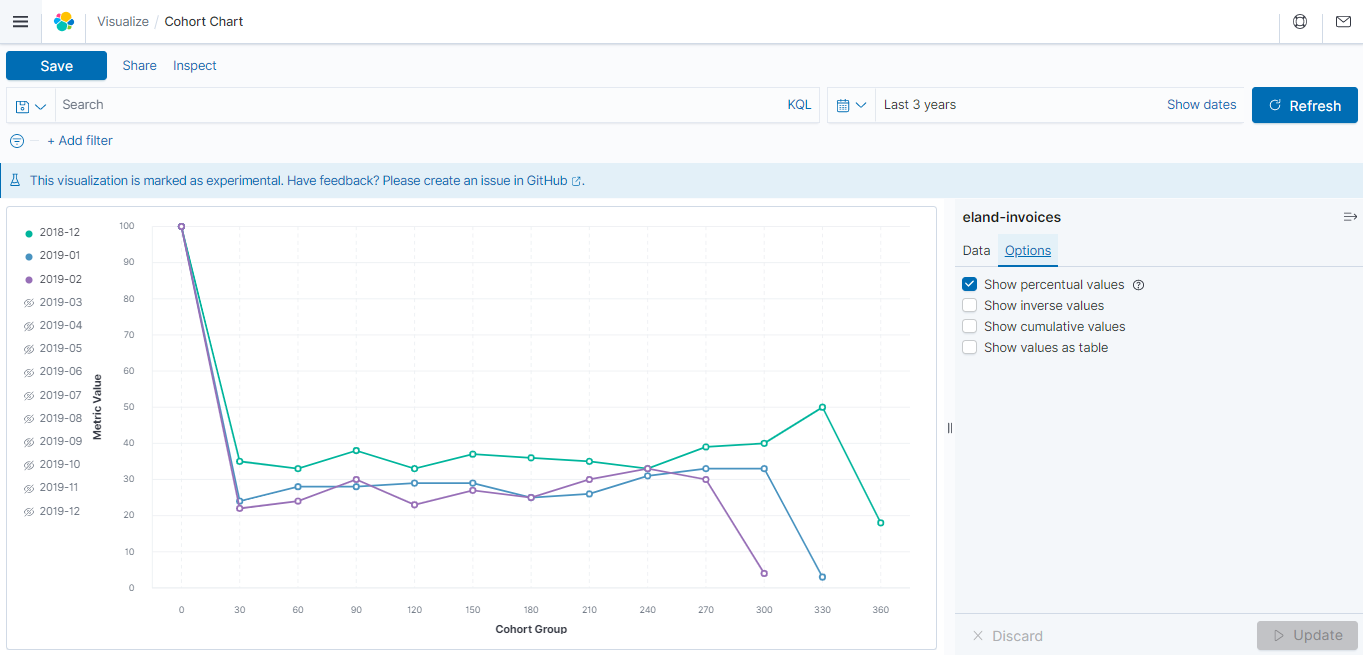 Visualize / Cohort Chart
Save Share Inspect
Search KQL Last 3 years Show dates Refresh
+ Add filter
This visualization is marked as experimental. Have feedback? Please create an issue in GitHub.
2018-12
2019-01
2019-02
2019-03
2019-04
2019-05
2019-06
2019-07
2019-08
2019-09
2019-10
2019-11
2019-12
Metric Value
100
90
80
70
60
50
40
30
20
10
0
0 30 60 90 120 150 180 210 240 270 300 330 360
Cohort Group
eland-invoices
Data Options
Show percentual values
Show inverse values
Show cumulative values
Show values as table
Discard Update